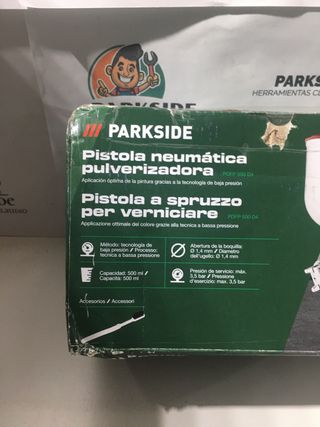 PARKSIDE
PARKS
HERRAMIENTAS CL
/// PARKSIDE
Pistola neumática
pulverizadora PDFP 500 D4
Aplicación óptima de la pintura gracias a la tecnología de baja presión
Pistola a spruzzo
per verniciare PDFP 500 D4
Applicazione ottimale del colore grazie alla tecnica a bassa pressione
Método: tecnología de
baja presión / Processo:
tecnica a bassa pressione
Abertura de la boquilla:
Ø 1,4 mm / Diametro
dell'ugello: Ø 1,4 mm
Capacidad: 500 ml /
Capacità: 500 ml
Presión de servicio: máx.
3,5 bar / Pressione
d'esercizio: max. 3,5 bar
Accesorios / Accessori